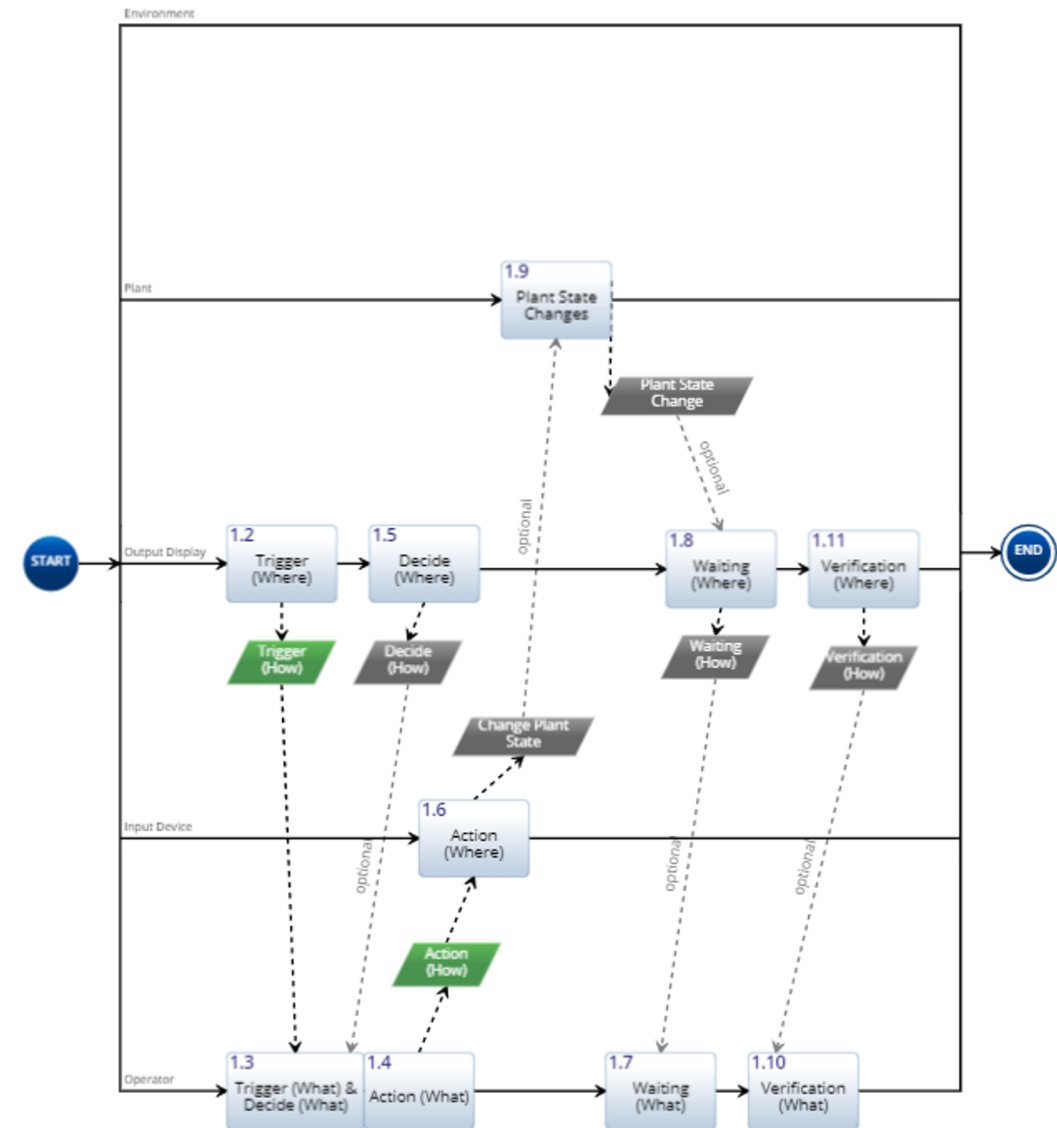 Environment
1.9
Plant
Plant State
Changes
Plant State
Change
optional
optional
START
Output Display
1.2
Trigger
(Where)
1.5
Decide
(Where)
1.8
Waiting
(Where)
1.11
Verification
(Where)
END
Trigger
(How)
Decide
(How)
Waiting
(How)
Verification
(How)
Change Plant
State
Input Device
1.6
Action
(Where)
optional
optional
optional
Action
(How)
Operator
1.3
Trigger (What) &
Decide (What)
1.4
Action (What)
1.7
Waiting
(What)
1.10
Verification
(What)